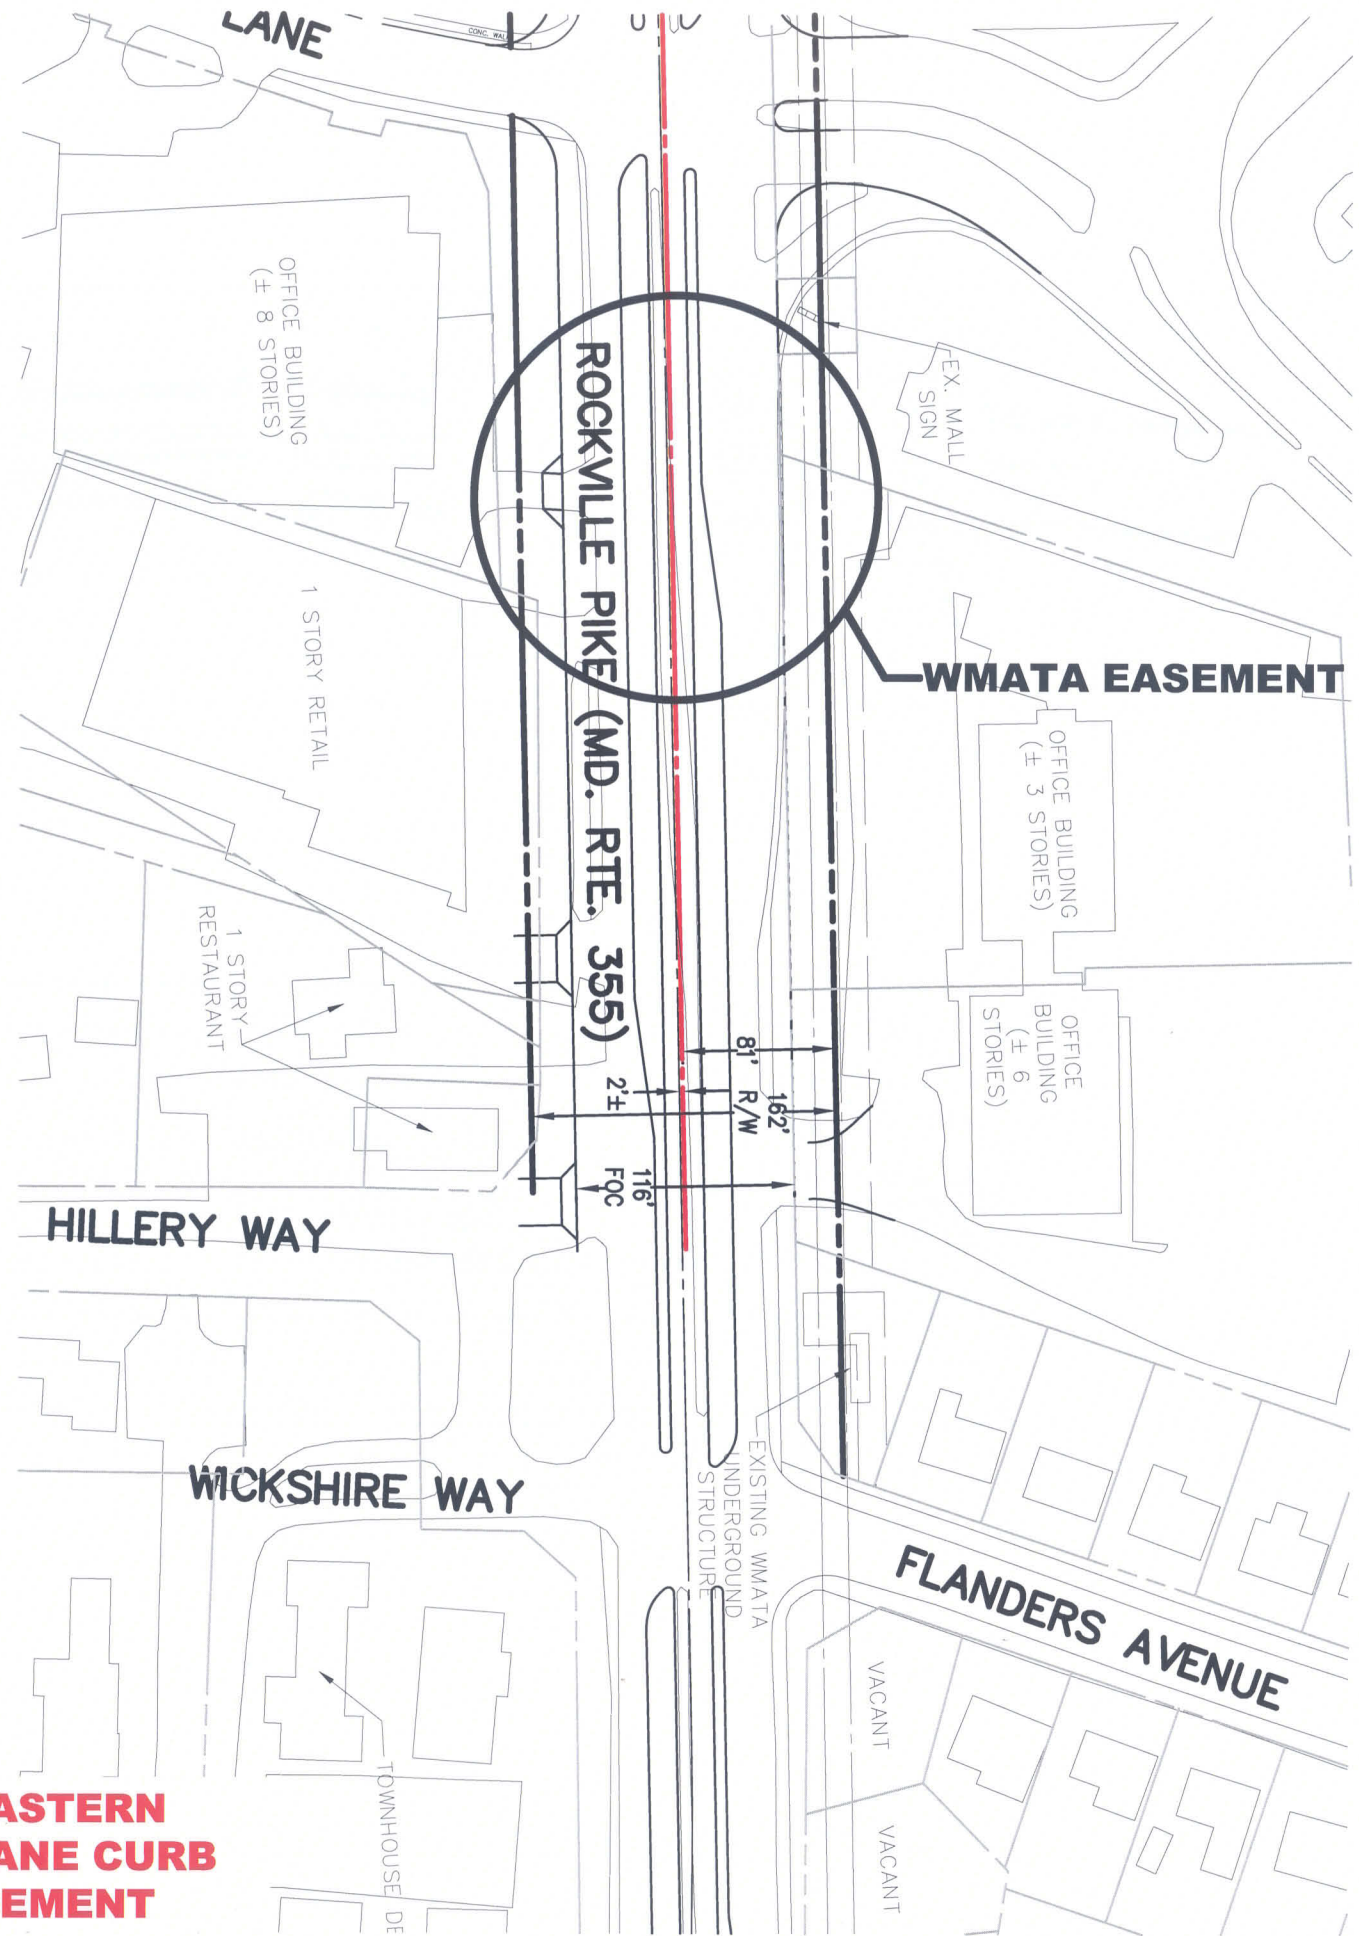 LANE
CONC. WAL
OFFICE BUILDING
(± 8 STORIES)
EX. MALL
SIGN
ROCKVILLE PIKE (MD. RTE. 355)
1 STORY RETAIL
WMATA EASEMENT
OFFICE BUILDING
(± 3 STORIES)
1 STORY
RESTAURANT
OFFICE
BUILDING
(± 6
STORIES)
81'
162'
R/W
2'±
116'
FOC
HILLERY WAY
WICKSHIRE WAY
EXISTING WMATA
UNDERGROUND
STRUCTURE
FLANDERS AVENUE
VACANT
VACANT
TOWNHOUSE DE
ASTERN
ANE CURB
EMENT